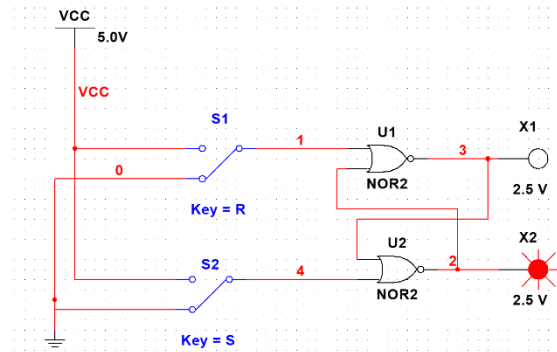 VCC
5.0V
VCC
S1
1
U1
3
X1
0
NOR2
2.5 V
Key = R
S2
4
U2
2
X2
NOR2
2.5 V
Key = S